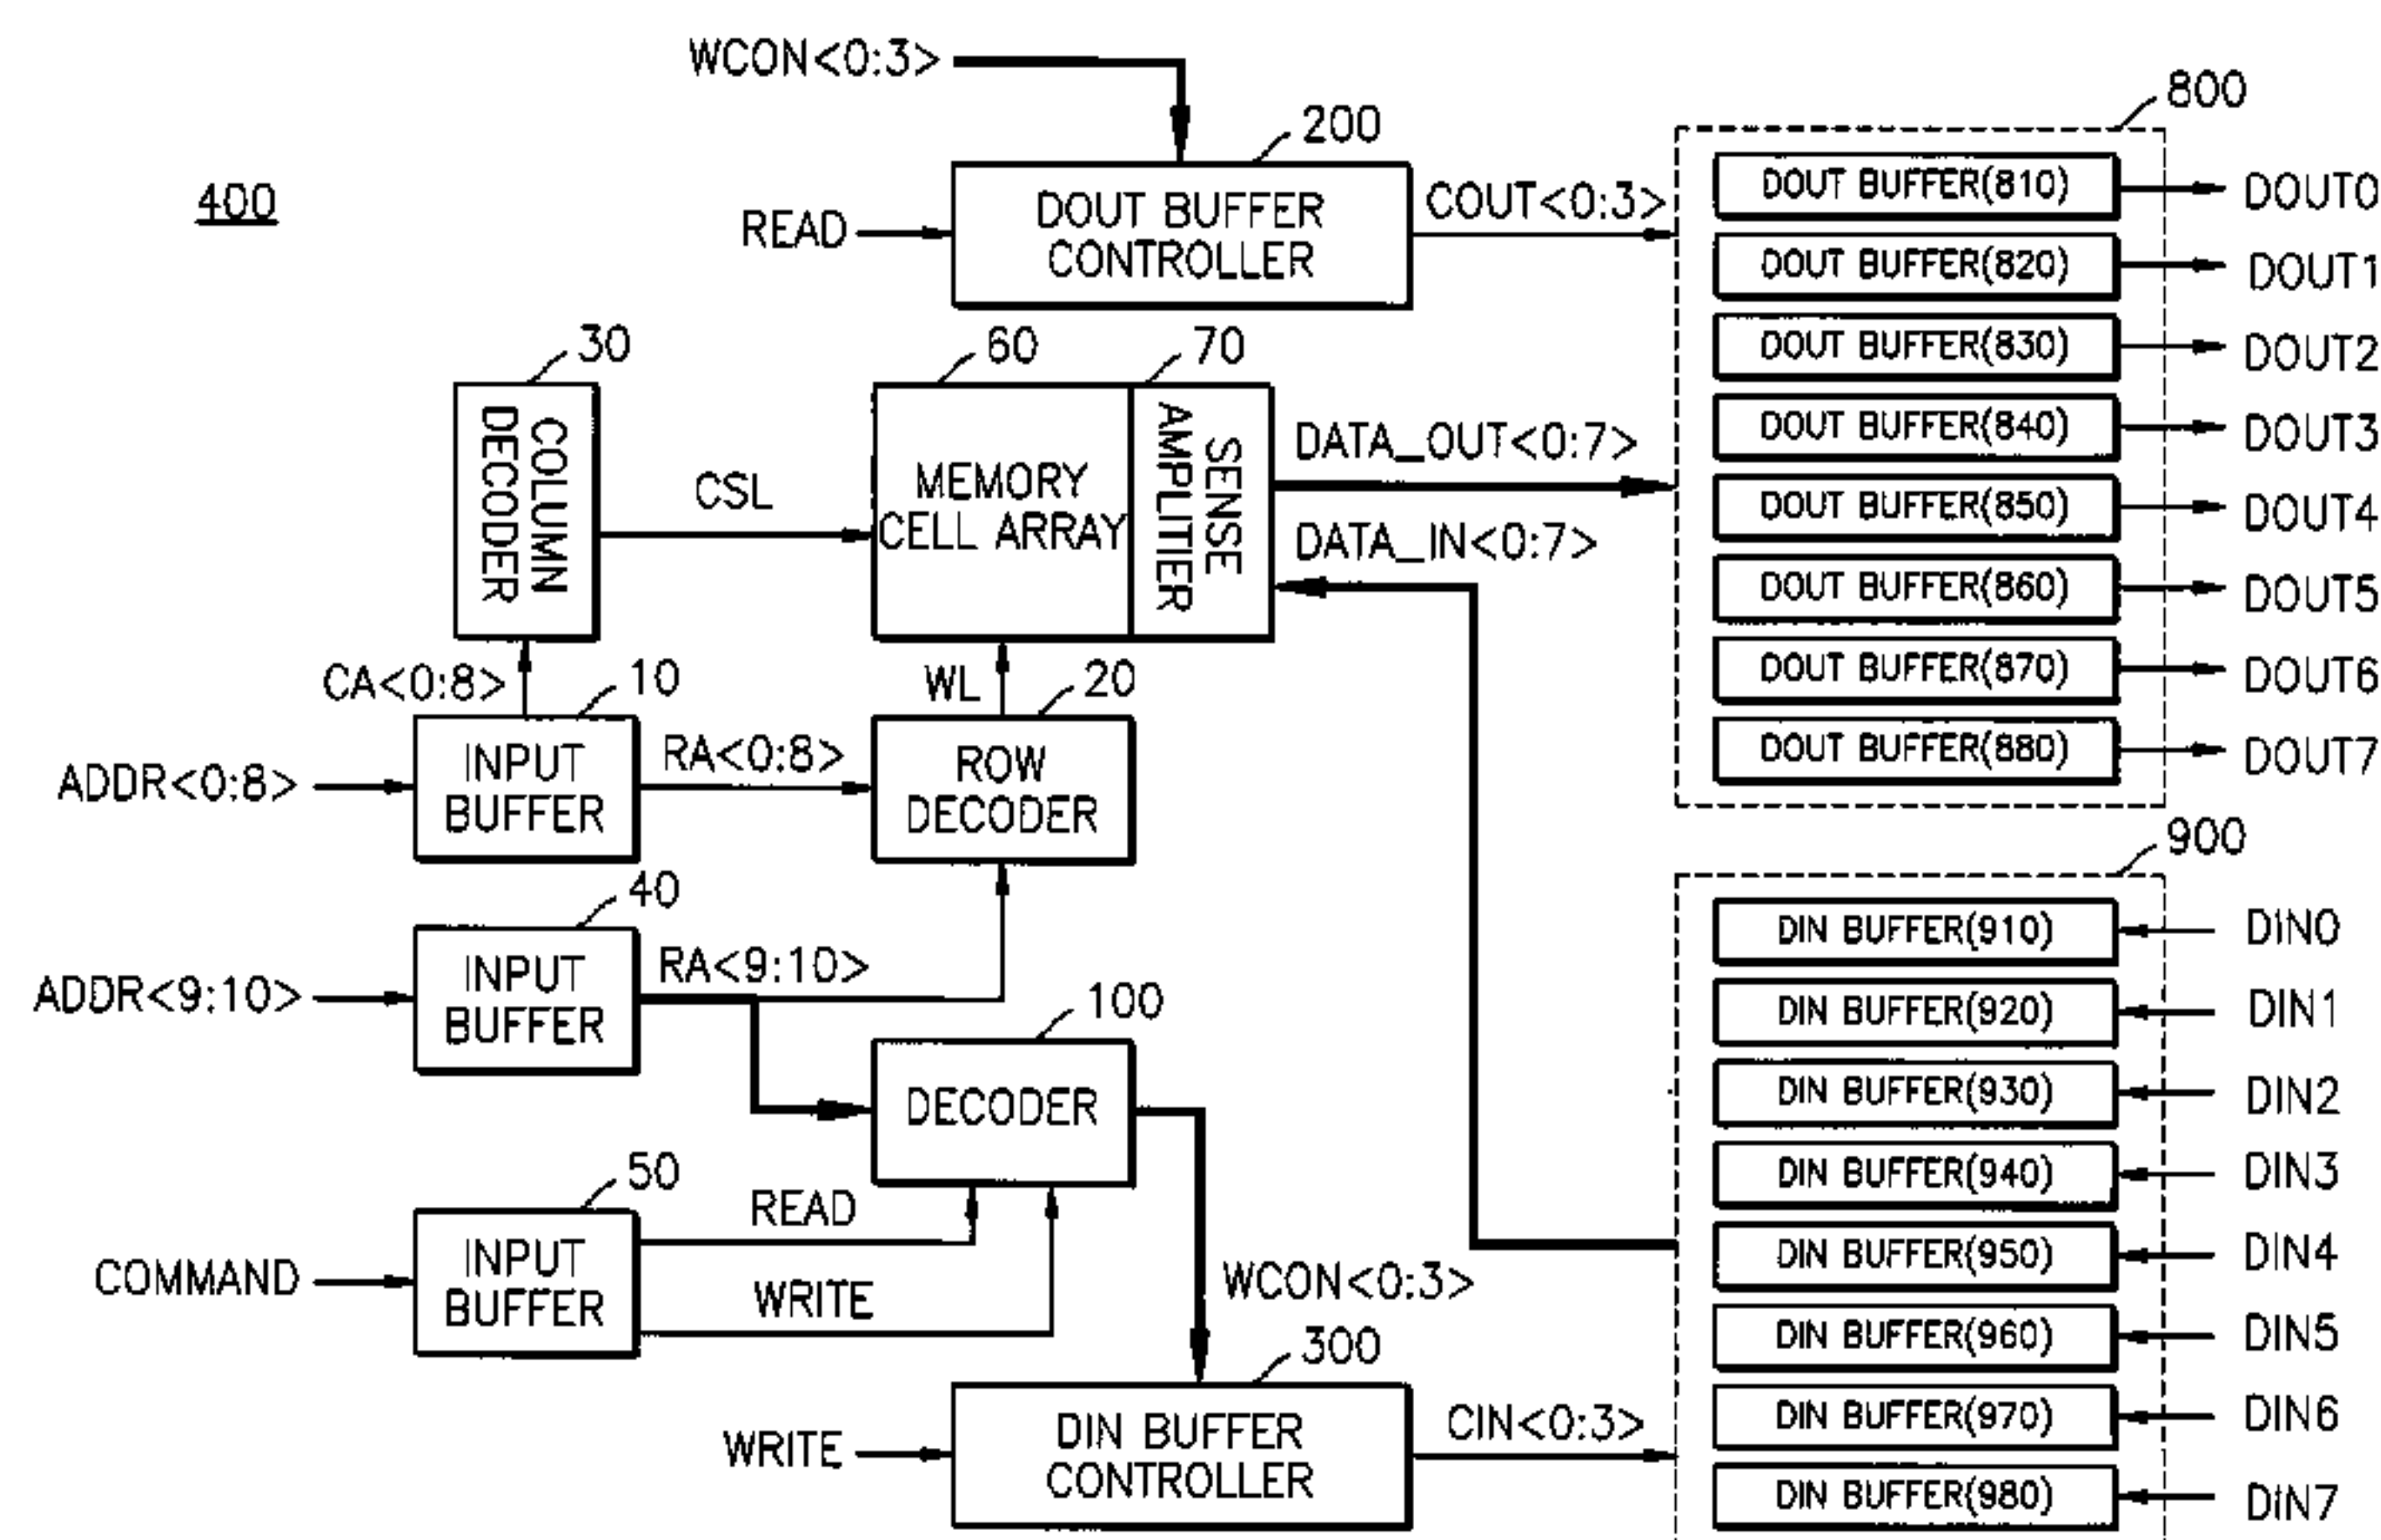 WCON<0:3>
800
200
400
READ
DOUT BUFFER
CONTROLLER
COUT<0:3>
DOUT BUFFER(810)
DOUT0
DOUT BUFFER(820)
DOUT1
DOUT BUFFER(830)
DOUT2
DOUT BUFFER(840)
DOUT3
DOUT BUFFER(850)
DOUT4
DOUT BUFFER(860)
DOUT5
DOUT BUFFER(870)
DOUT6
DOUT BUFFER(880)
DOUT7
30
60
70
COLUMN
DECODER
CSL
MEMORY
CELL ARRAY
SENSE
AMPLITIER
DATA_OUT<0:7>
DATA_IN<0:7>
CA<0:8>
10
WL
20
ADDR<0:8>
INPUT
BUFFER
RA<0:8>
ROW
DECODER
40
ADDR<9:10>
INPUT
BUFFER
RA<9:10>
100
DECODER
50
COMMAND
INPUT
BUFFER
READ
WRITE
WCON<0:3>
300
WRITE
DIN BUFFER
CONTROLLER
CIN<0:3>
900
DIN BUFFER(910)
DIN0
DIN BUFFER(920)
DIN1
DIN BUFFER(930)
DIN2
DIN BUFFER(940)
DIN3
DIN BUFFER(950)
DIN4
DIN BUFFER(960)
DIN5
DIN BUFFER(970)
DIN6
DIN BUFFER(980)
DIN7